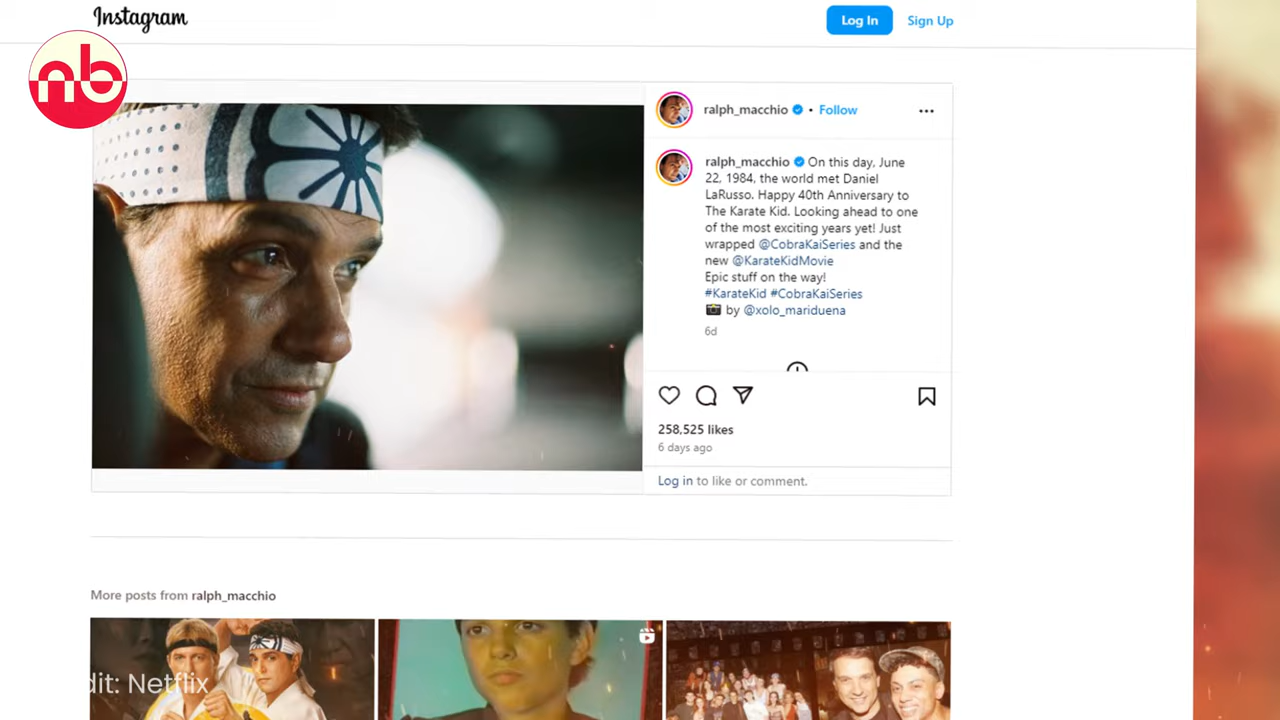 Instagram
Log In
Sign Up
nb
ralph_macchio • Follow
ralph_macchio On this day, June
22, 1984, the world met Daniel
LaRusso. Happy 40th Anniversary to
The Karate Kid. Looking ahead to one
of the most exciting years yet! Just
wrapped @CobraKaiSeries and the
new @KarateKidMovie
Epic stuff on the way!
#KarateKid #CobraKaiSeries
📸 by @xolo_mariduena
6d
258,525 likes
6 days ago
Log in to like or comment.
More posts from ralph_macchio
dit: Netflix